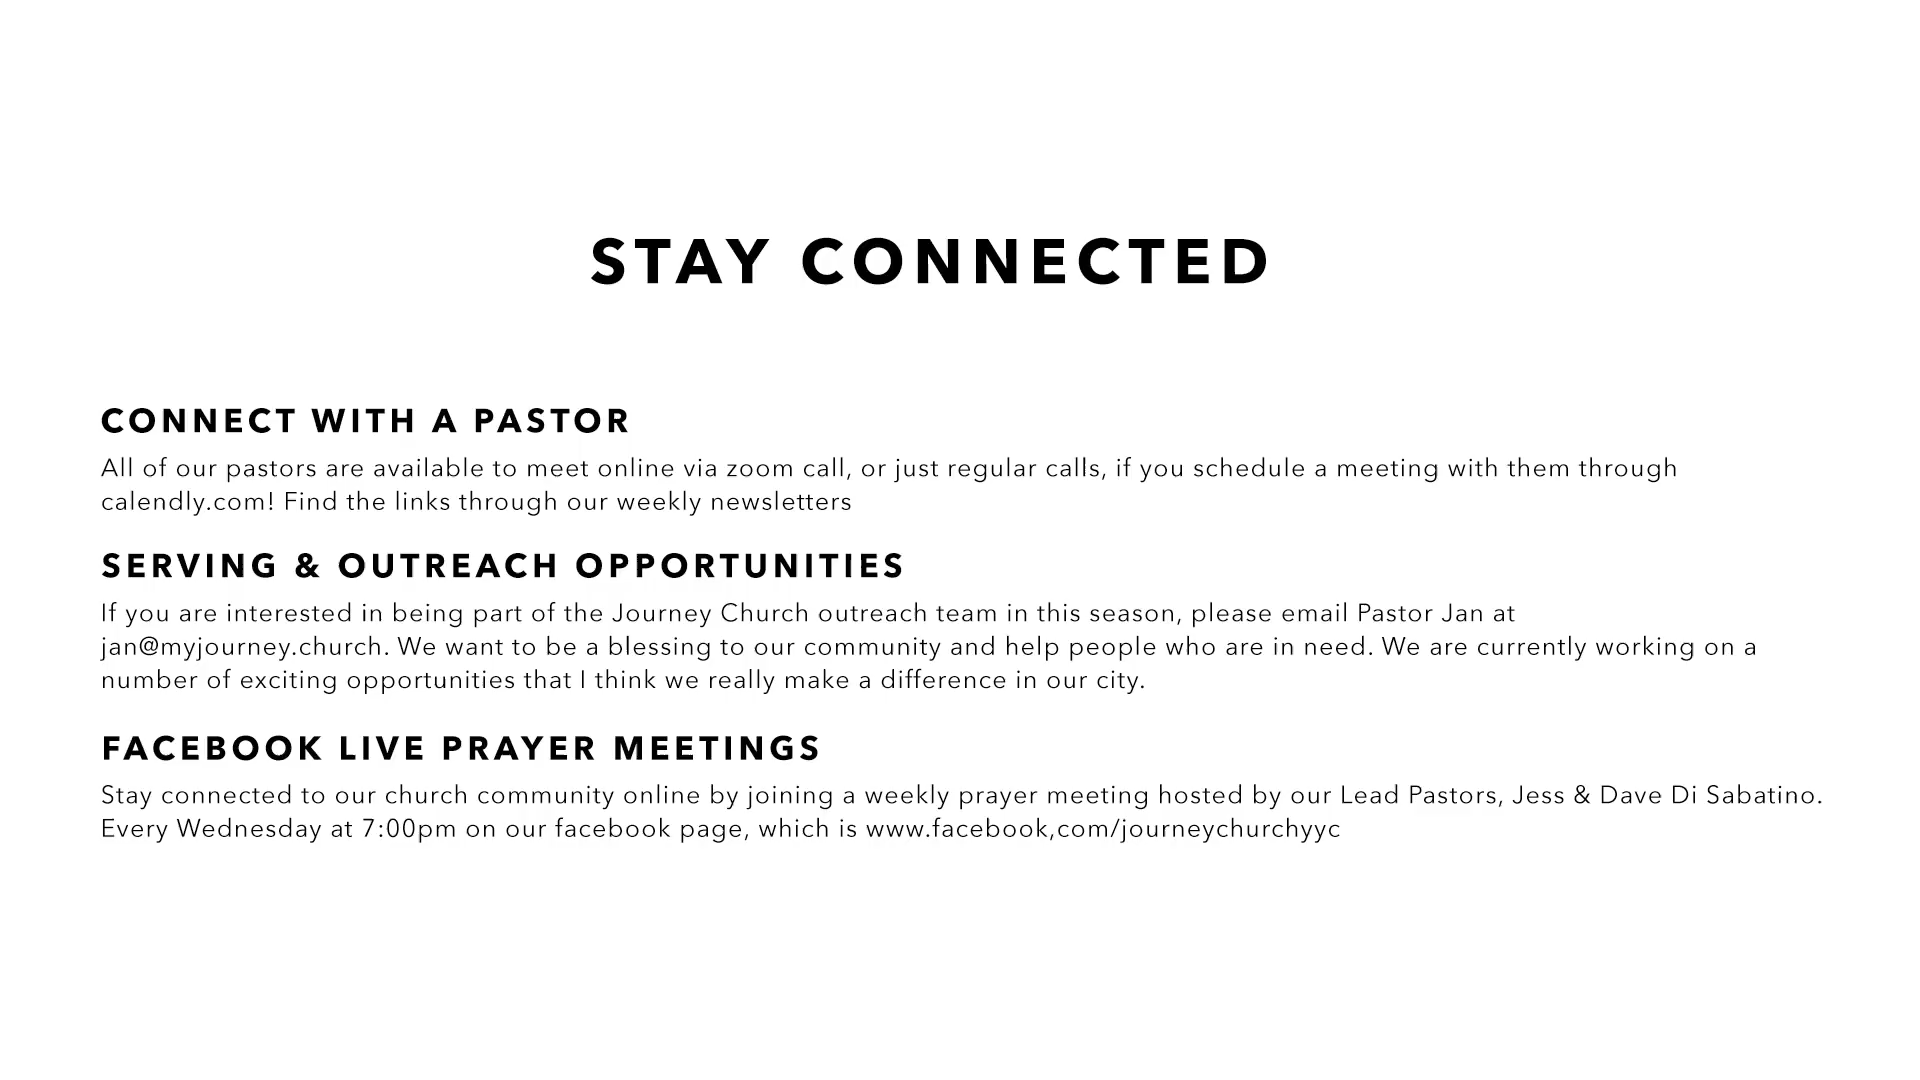 STAY CONNECTED
CONNECT WITH A PASTOR
All of our pastors are available to meet online via zoom call, or just regular calls, if you schedule a meeting with them through
calendly.com! Find the links through our weekly newsletters
SERVING & OUTREACH OPPORTUNITIES
If you are interested in being part of the Journey Church outreach team in this season, please email Pastor Jan at
jan@myjourney.church. We want to be a blessing to our community and help people who are in need. We are currently working on a
number of exciting opportunities that I think we really make a difference in our city.
FACEBOOK LIVE PRAYER MEETINGS
Stay connected to our church community online by joining a weekly prayer meeting hosted by our Lead Pastors, Jess & Dave Di Sabatino.
Every Wednesday at 7:00pm on our facebook page, which is www.facebook,com/journeychurchyyc